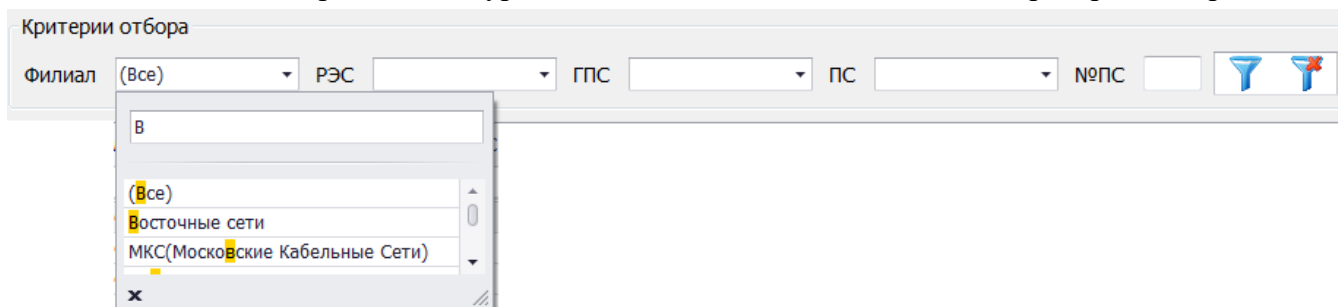 Критерии отбора
Филиал (Все) РЭС ГПС ПС №ПС
В
(Все)
Восточные сети
МКС(Московские Кабельные Сети)
x